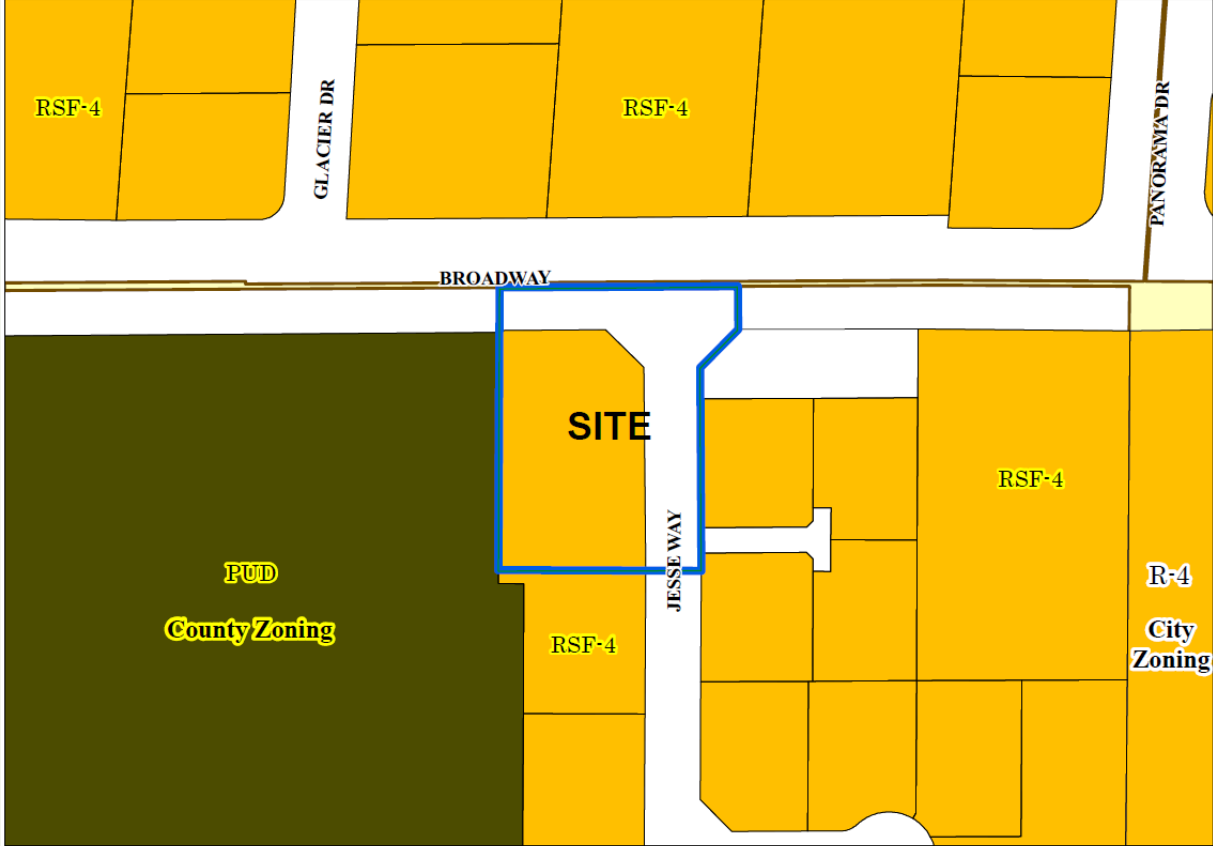 RSF-4
GLACIER DR
RSF-4
PANORAMA DR
BROADWAY
SITE
RSF-4
JESSE WAY
PUD
County Zoning
R-4
City
Zoning
RSF-4